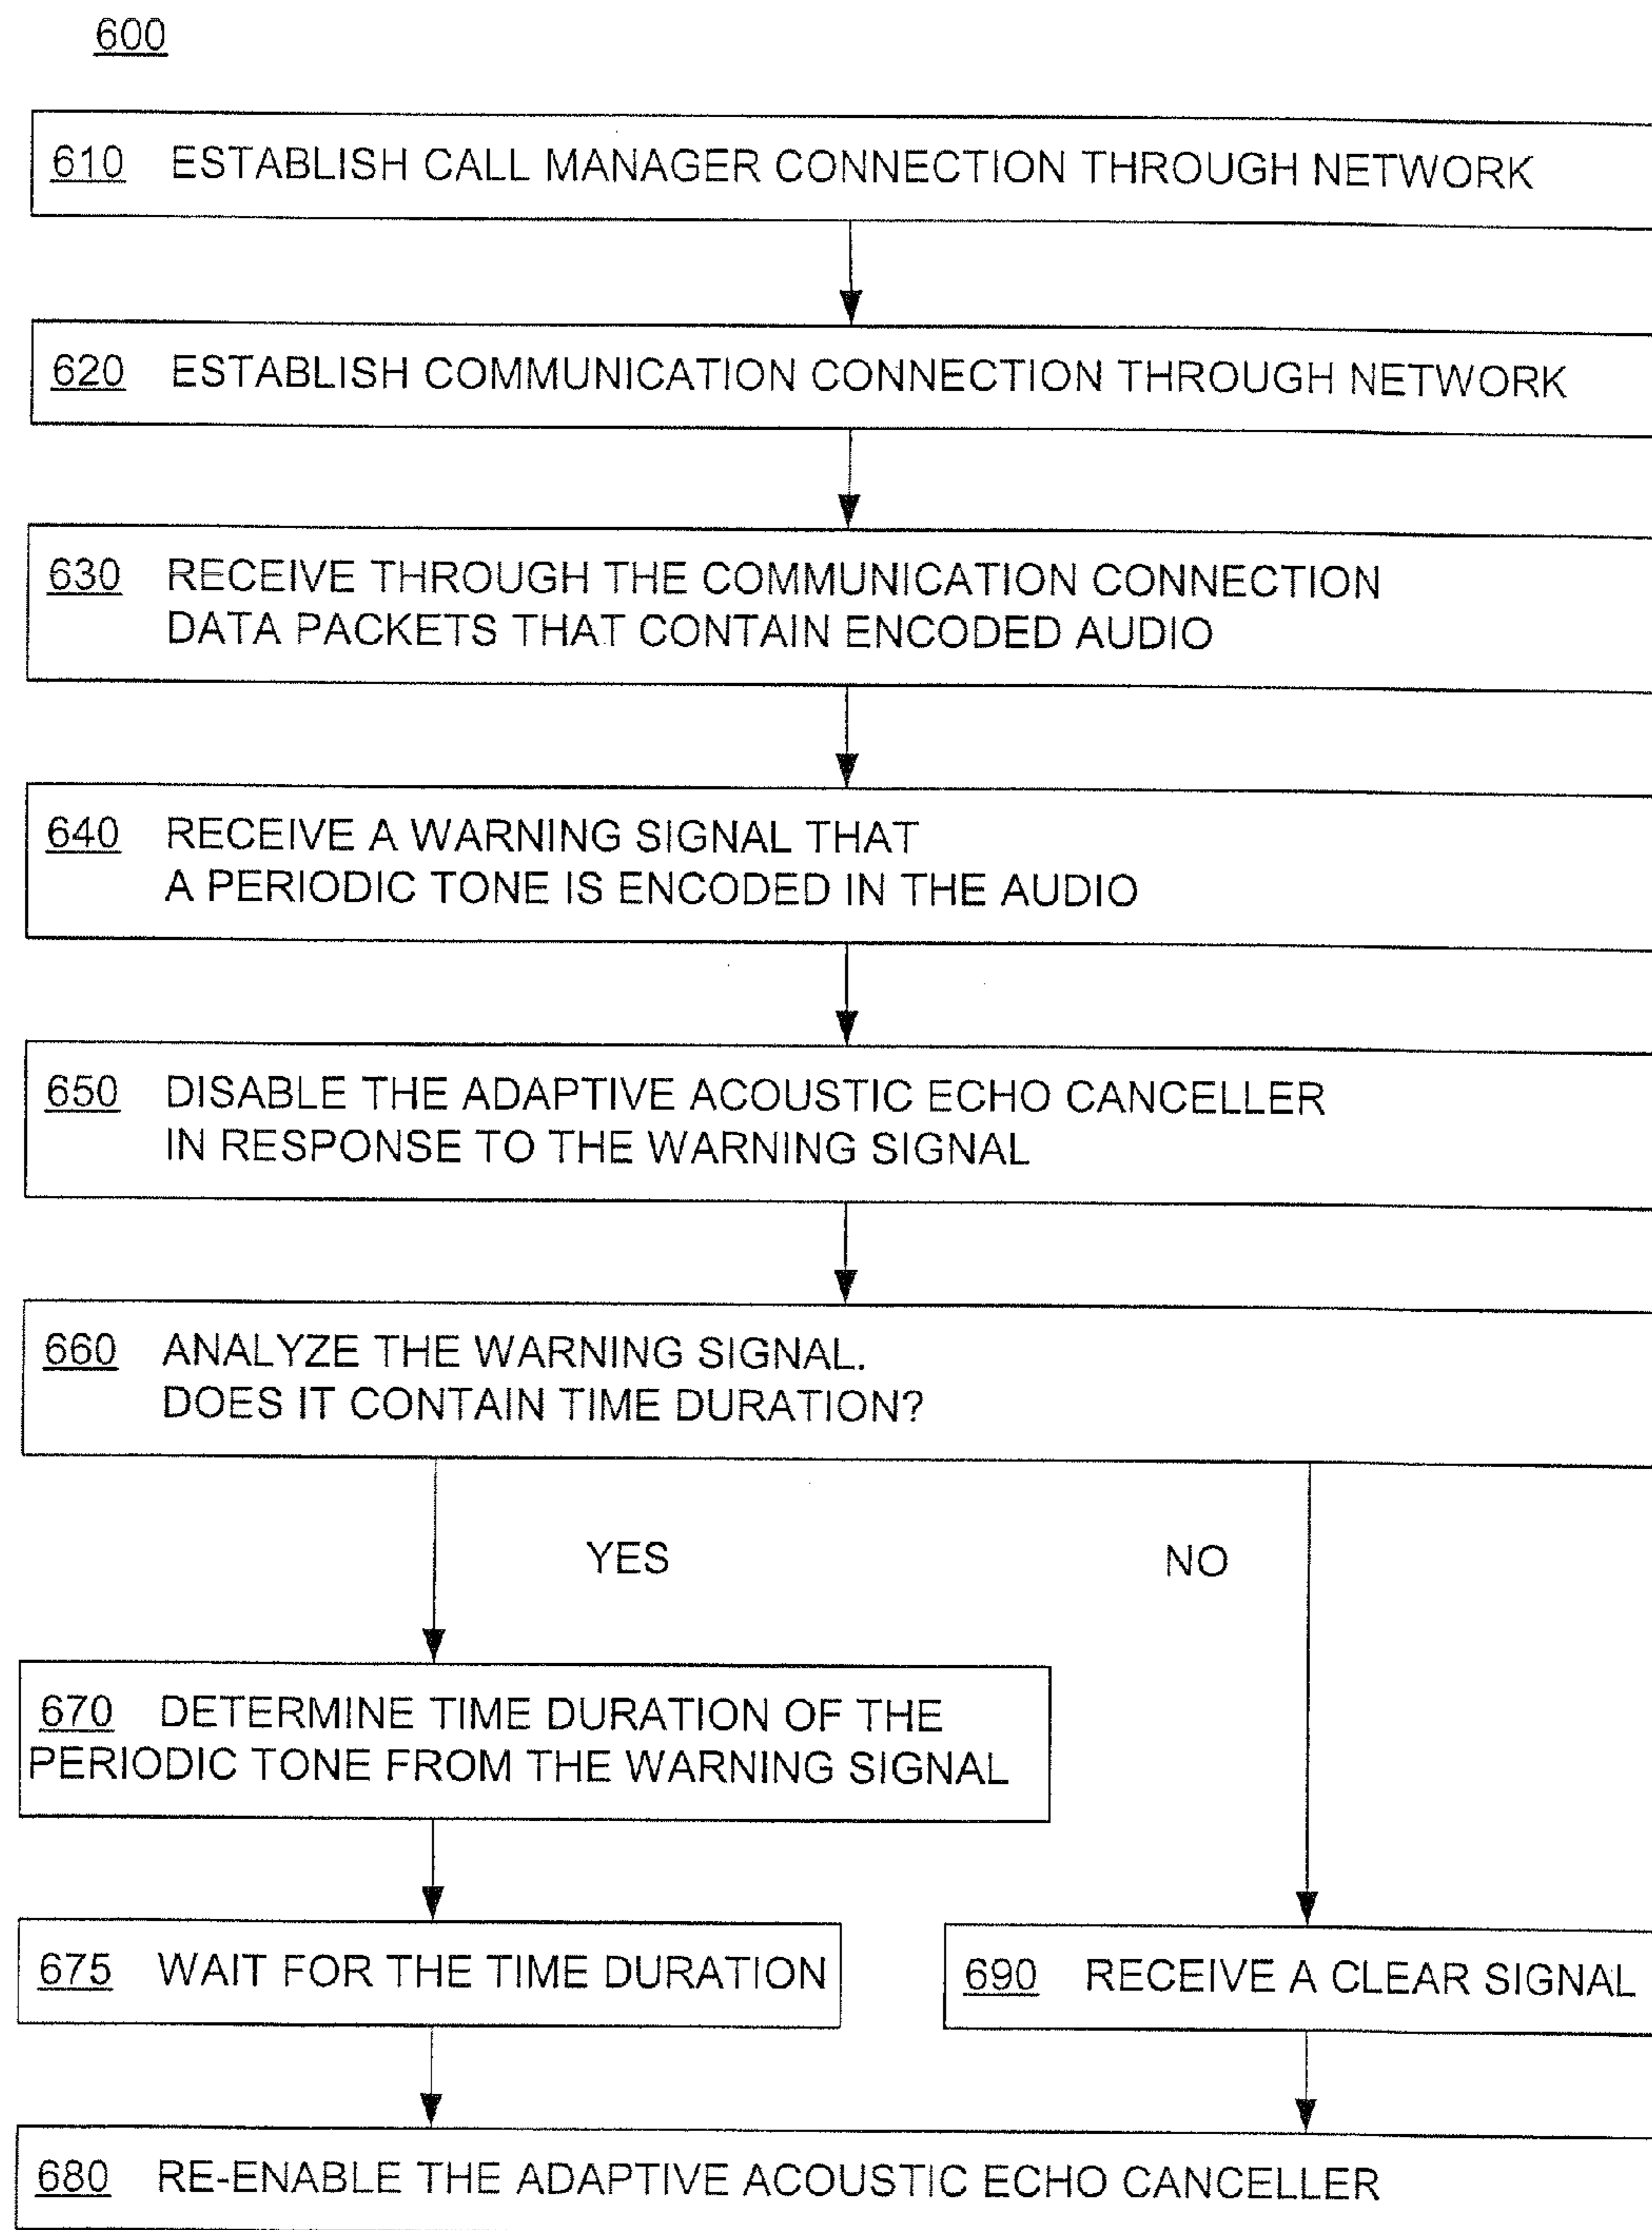 600
610 ESTABLISH CALL MANAGER CONNECTION THROUGH NETWORK
620 ESTABLISH COMMUNICATION CONNECTION THROUGH NETWORK
630 RECEIVE THROUGH THE COMMUNICATION CONNECTION
DATA PACKETS THAT CONTAIN ENCODED AUDIO
640 RECEIVE A WARNING SIGNAL THAT
A PERIODIC TONE IS ENCODED IN THE AUDIO
650 DISABLE THE ADAPTIVE ACOUSTIC ECHO CANCELLER
IN RESPONSE TO THE WARNING SIGNAL
660 ANALYZE THE WARNING SIGNAL.
DOES IT CONTAIN TIME DURATION?
YES NO
670 DETERMINE TIME DURATION OF THE
PERIODIC TONE FROM THE WARNING SIGNAL
675 WAIT FOR THE TIME DURATION
690 RECEIVE A CLEAR SIGNAL
680 RE-ENABLE THE ADAPTIVE ACOUSTIC ECHO CANCELLER